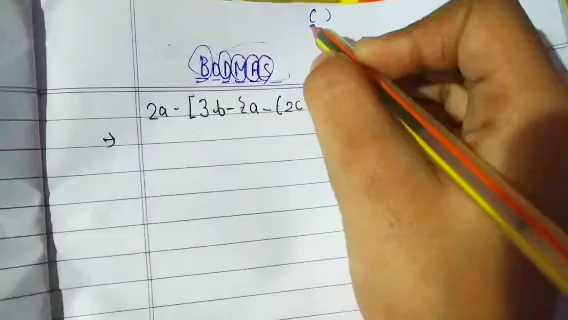 ( )
BODMAS
2a - [3b - {a - (2c
→